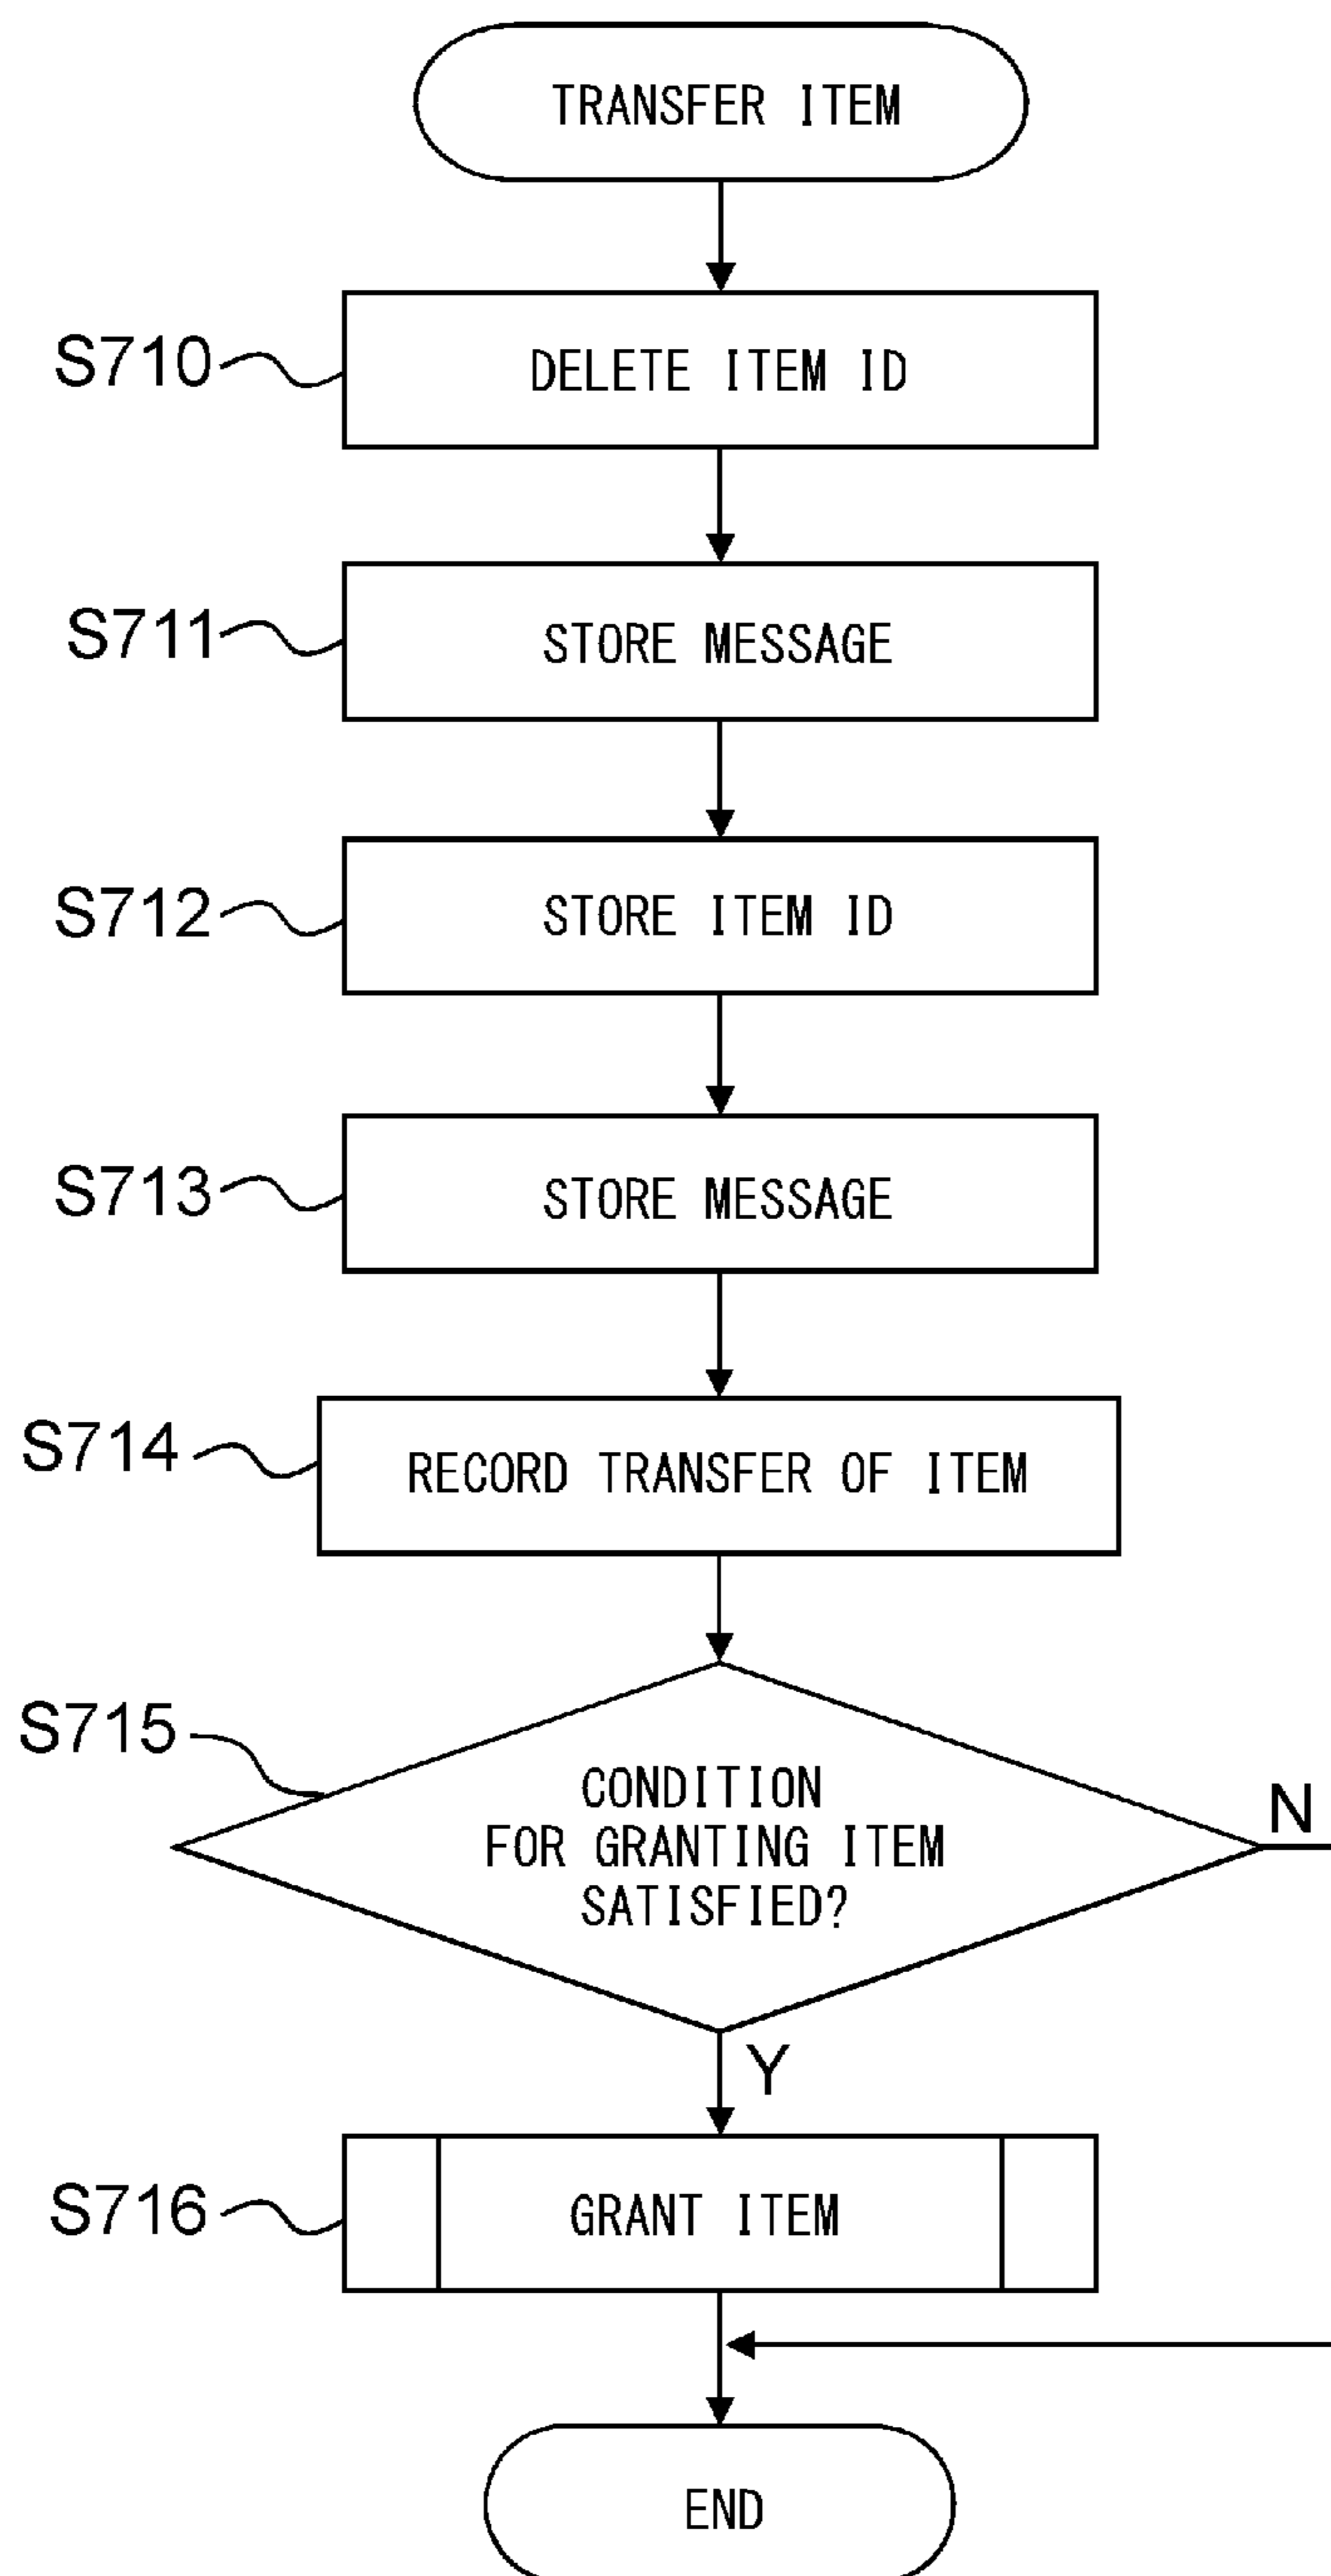 TRANSFER ITEM
S710
DELETE ITEM ID
S711
STORE MESSAGE
S712
STORE ITEM ID
S713
STORE MESSAGE
S714
RECORD TRANSFER OF ITEM
S715
CONDITION
FOR GRANTING ITEM
SATISFIED?
N
Y
S716
GRANT ITEM
END